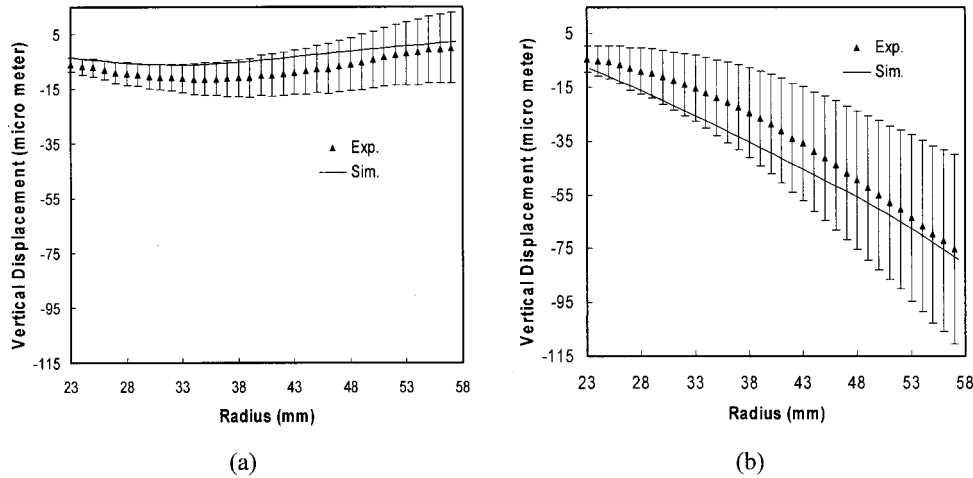 5
-15
-35
-55
-75
-95
-115
Vertical Displacement (micro meter)
Exp.
Sim.
23 28 33 38 43 48 53 58
Radius (mm)
(a)
5
-15
-35
-55
-75
-95
-115
Vertical Displacement (micro meter)
Exp.
Sim.
23 28 33 38 43 48 53 58
Radius (mm)
(b)